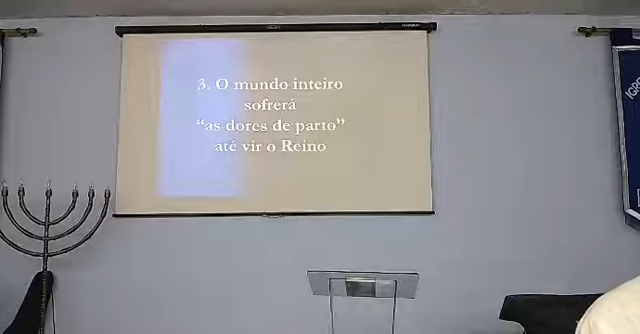 3. O mundo inteiro
sofrerá
“as dores de parto”
até vir o Reino